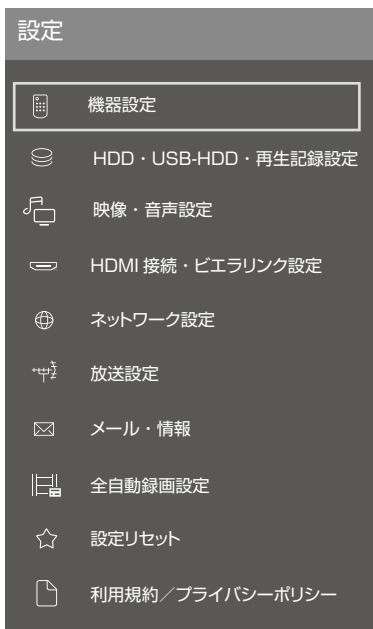 設定
機器設定
HDD・USB-HDD・再生記録設定
映像・音声設定
HDMI 接続・ビエラリンク設定
ネットワーク設定
放送設定
メール・情報
全自動録画設定
設定リセット
利用規約／プライバシーポリシー